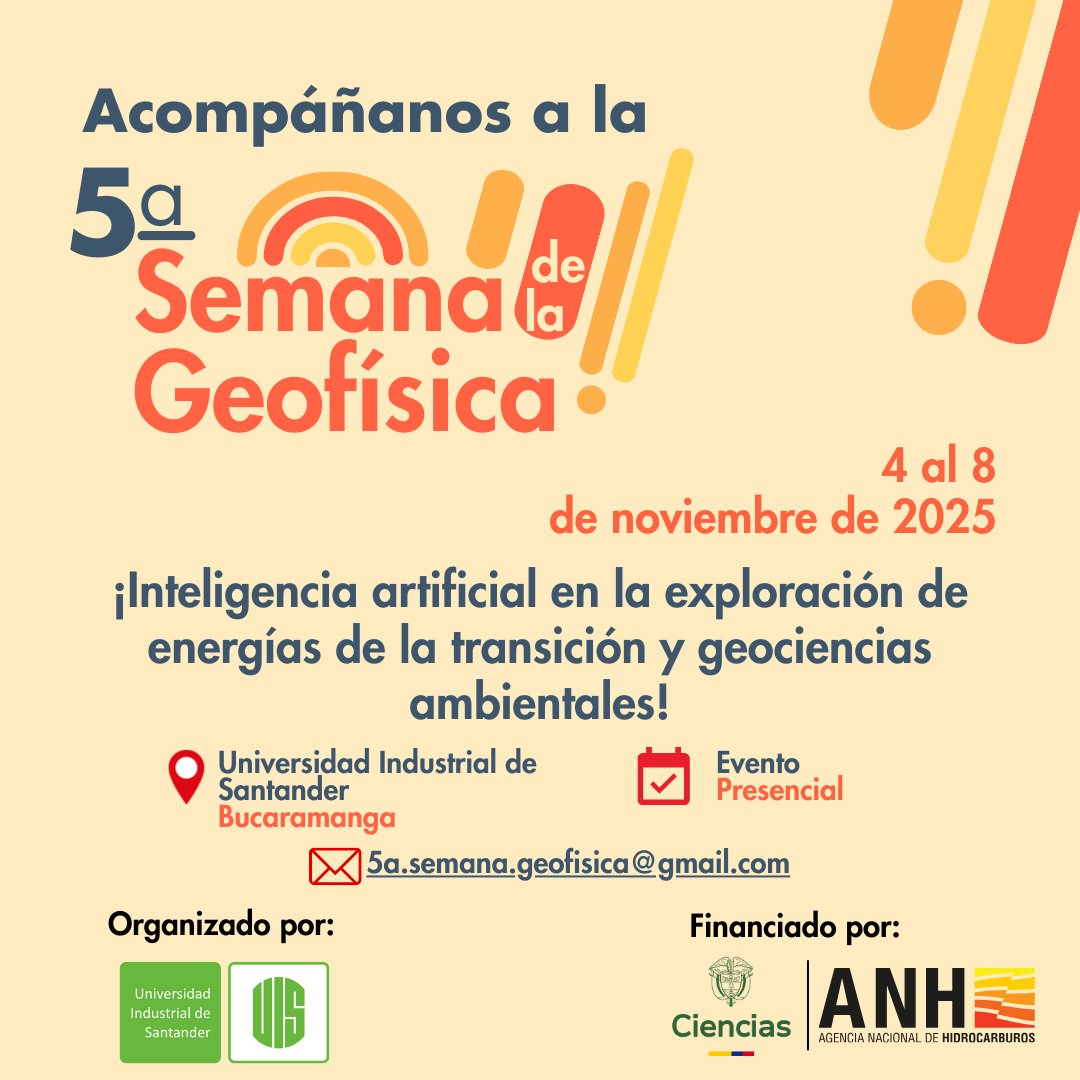 Acompáñanos a la
5a
Semana de la
Geofísica
4 al 8
de noviembre de 2025
¡Inteligencia artificial en la exploración de
energías de la transición y geociencias
ambientales!
Universidad Industrial de
Santander
Bucaramanga
Evento
Presencial
5a.semana.geofisica@gmail.com
Organizado por:
Financiado por:
Universidad
Industrial de
Santander
UIS
Ciencias
ANH
AGENCIA NACIONAL DE HIDROCARBUROS